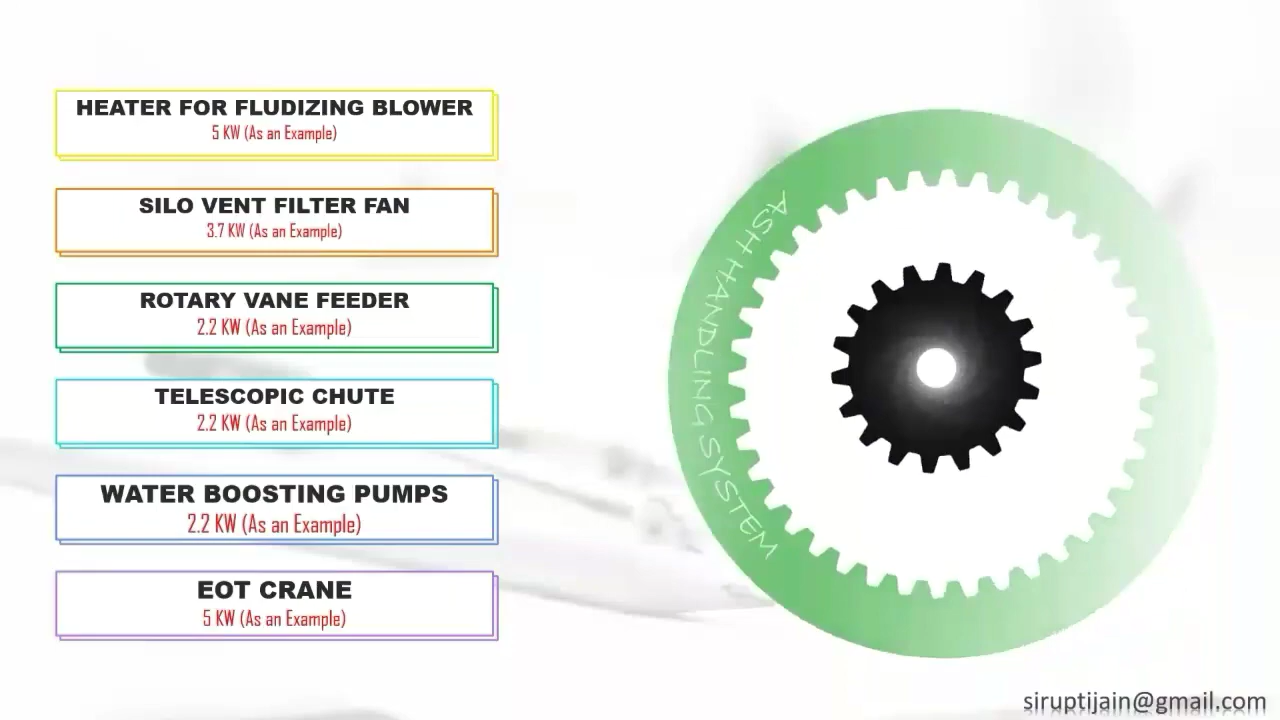 HEATER FOR FLUDIZING BLOWER
5 KW (As an Example)
SILO VENT FILTER FAN
3.7 KW (As an Example)
ROTARY VANE FEEDER
2.2 KW (As an Example)
TELESCOPIC CHUTE
2.2 KW (As an Example)
WATER BOOSTING PUMPS
2.2 KW (As an Example)
EOT CRANE
5 KW (As an Example)
ASH HANDLING SYSTEM
siruptijain@gmail.com